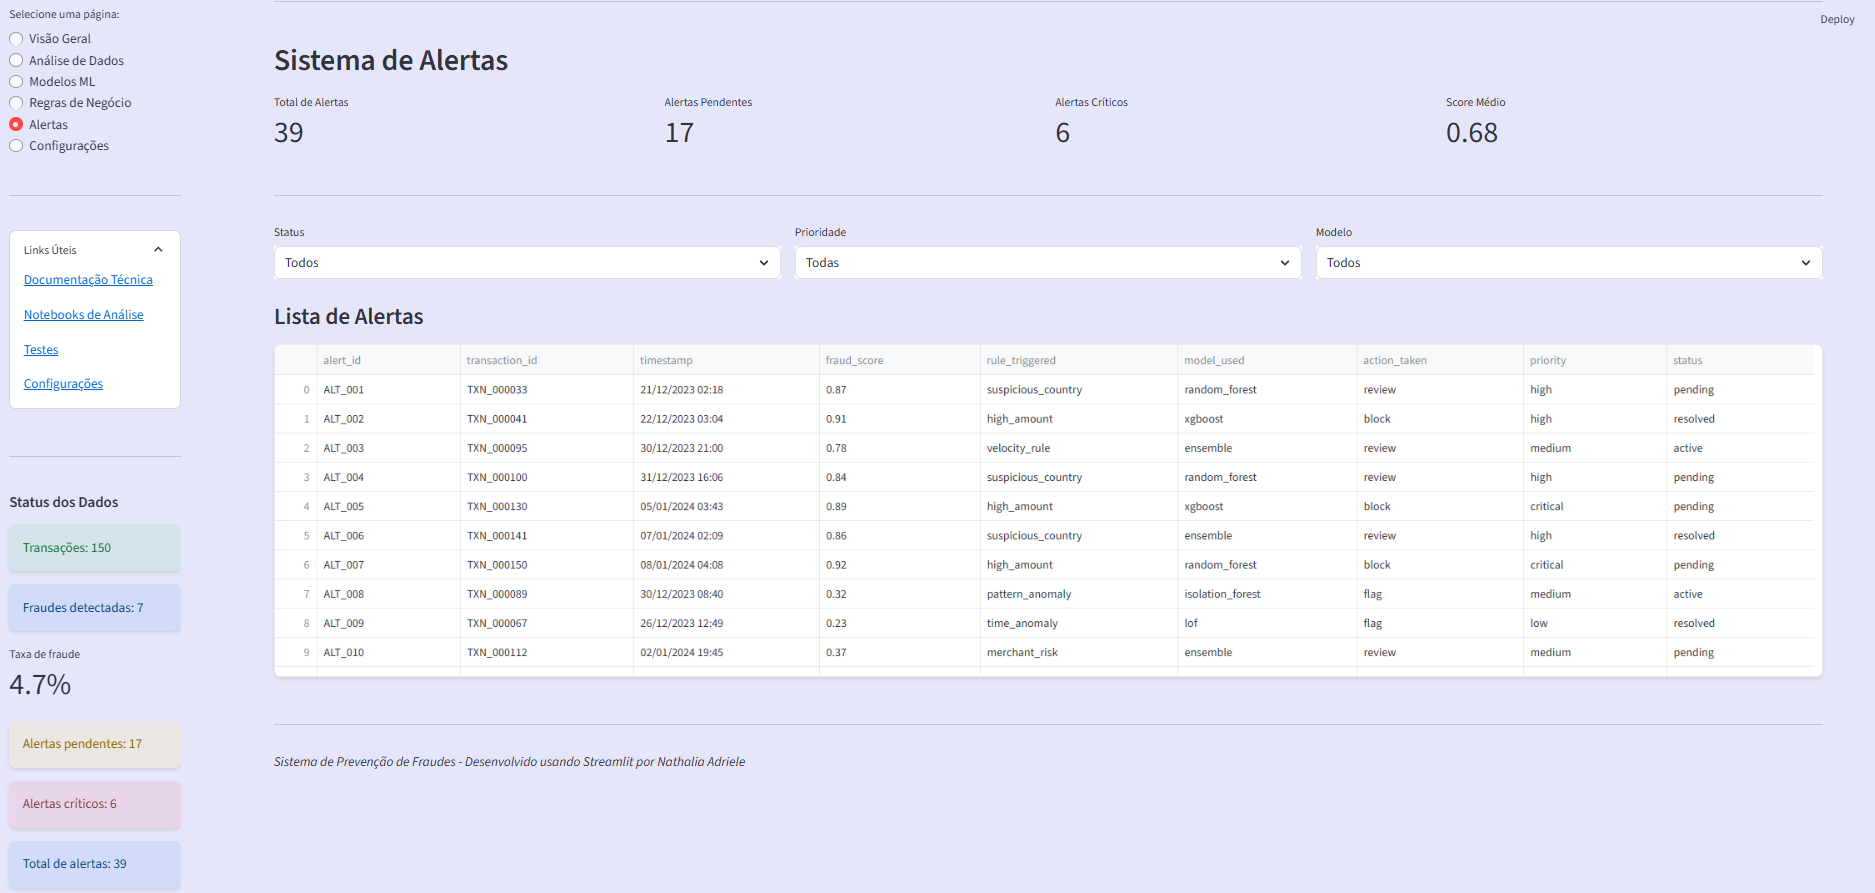 Selecione uma página:
Visão Geral
Análise de Dados
Modelos ML
Regras de Negócio
Alertas
Configurações
Links Úteis
Documentação Técnica
Notebooks de Análise
Testes
Configurações
Status dos Dados
Transações: 150
Fraudes detectadas: 7
Taxa de fraude
4.7%
Alertas pendentes: 17
Alertas críticos: 6
Total de alertas: 39
Deploy
Sistema de Alertas
Total de Alertas Alertas Pendentes Alertas Críticos Score Médio
39 17 6 0.68
Status Prioridade Modelo
Todos Todas Todos
Lista de Alertas
alert_id transaction_id timestamp fraud_score rule_triggered model_used action_taken priority status
0 ALT_001 TXN_000033 21/12/2023 02:18 0.87 suspicious_country random_forest review high pending
1 ALT_002 TXN_000041 22/12/2023 03:04 0.91 high_amount xgboost block high resolved
2 ALT_003 TXN_000095 30/12/2023 21:00 0.78 velocity_rule ensemble review medium active
3 ALT_004 TXN_000100 31/12/2023 16:06 0.84 suspicious_country random_forest review high pending
4 ALT_005 TXN_000130 05/01/2024 03:43 0.89 high_amount xgboost block critical pending
5 ALT_006 TXN_000141 07/01/2024 02:09 0.86 suspicious_country ensemble review high resolved
6 ALT_007 TXN_000150 08/01/2024 04:08 0.92 high_amount random_forest block critical pending
7 ALT_008 TXN_000089 30/12/2023 08:40 0.32 pattern_anomaly isolation_forest flag medium active
8 ALT_009 TXN_000067 26/12/2023 12:49 0.23 time_anomaly lof flag low resolved
9 ALT_010 TXN_000112 02/01/2024 19:45 0.37 merchant_risk ensemble review medium pending
Sistema de Prevenção de Fraudes - Desenvolvido usando Streamlit por Nathalia Adriele